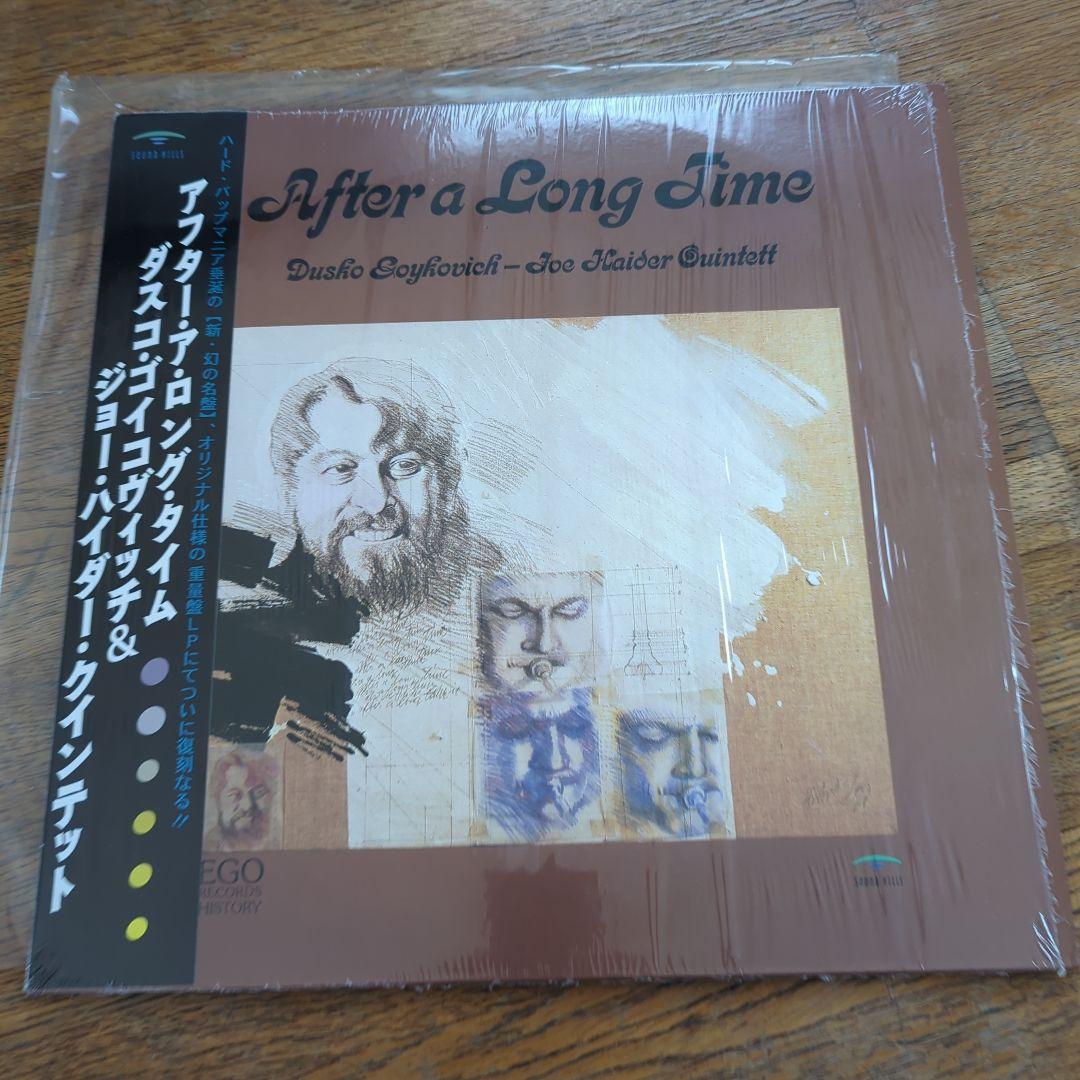 SOUND HILLS
ハード・バップマニア垂涎の【新・幻の名盤】、オリジナル仕様の重量盤LPにてついに復刻なる!!
アフター・ア・ロング・タイム
ダスコ・ゴイコヴィッチ&
ジョー・ハイダー・クインテット
After a Long Time
Dusko Goykovich – Joe Haider Quintett
EGO
RECORDS
HISTORY
SOUND HILLS